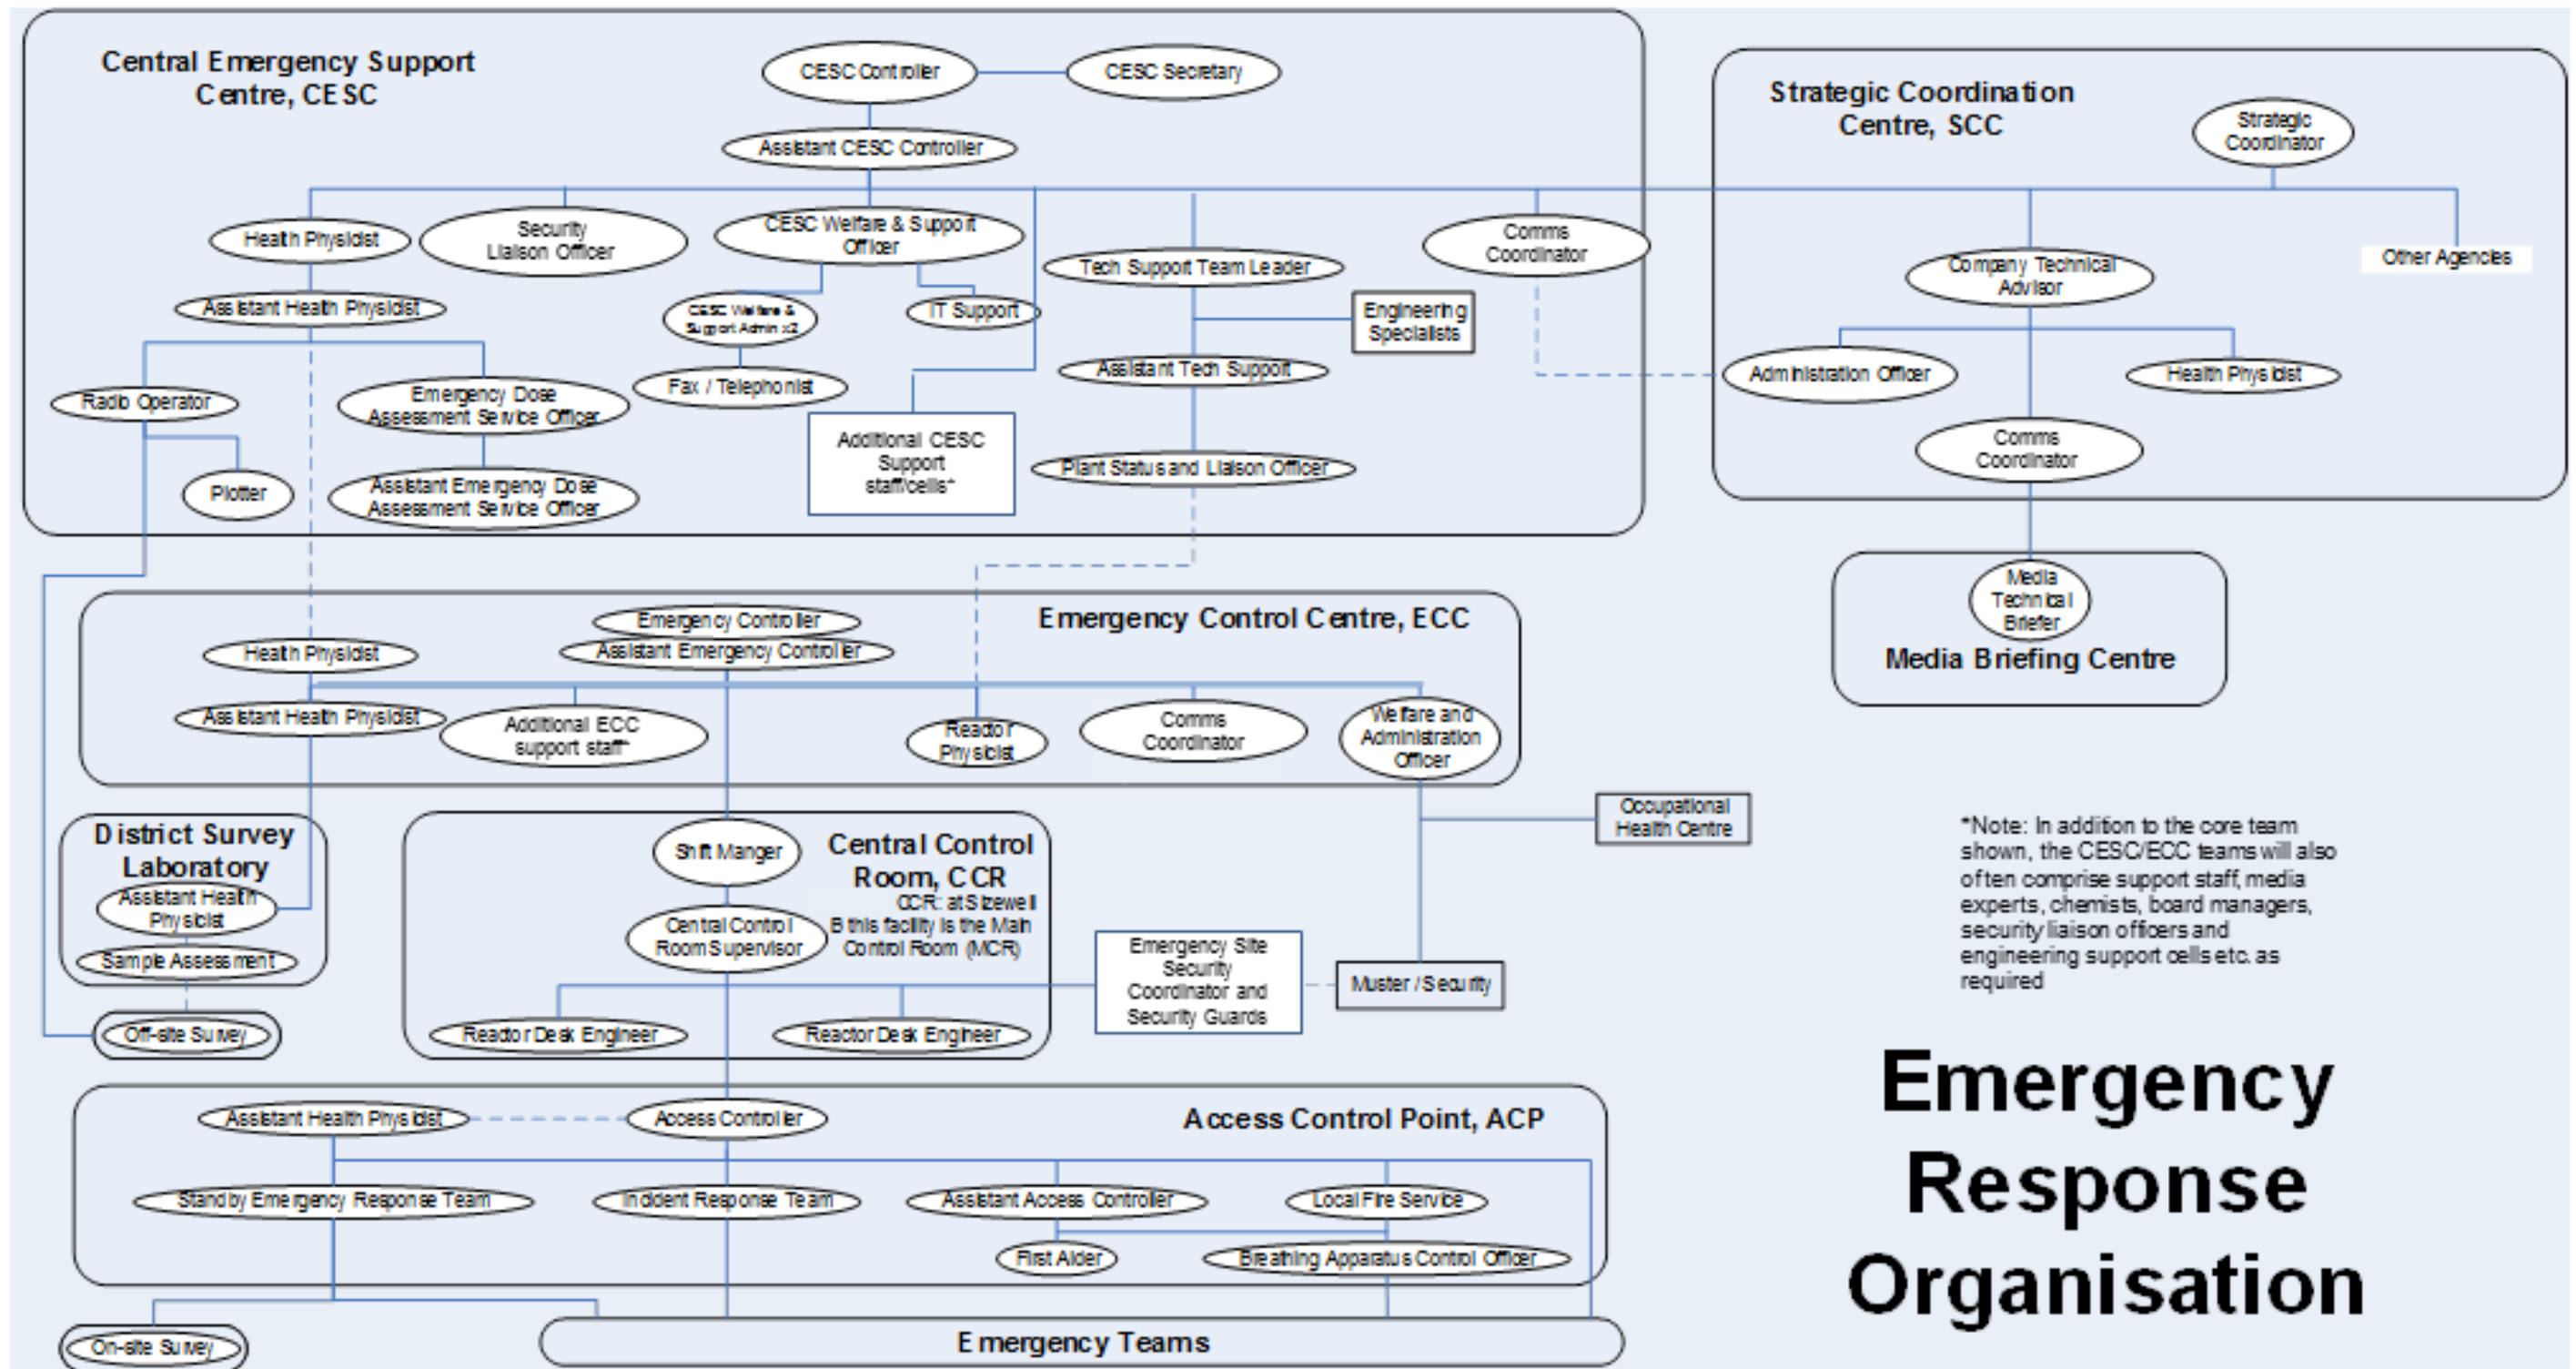 Central Emergency Support
Centre, CESC
CESC Controller
CESC Secretary
Assistant CESC Controller
Health Physicist
Security
Liaison Officer
CESC Welfare & Support
Officer
Tech Support Team Leader
Comms
Coordinator
Assistant Health Physicist
CESC Welfare &
Support Admin x2
IT Support
Engineering
Specialists
Radio Operator
Emergency Dose
Assessment Service Officer
Fax / Telephonist
Assistant Tech Support
Additional CESC
Support
staff/cells*
Plant Status and Liaison Officer
Plotter
Assistant Emergency Dose
Assessment Service Officer
Strategic Coordination
Centre, SCC
Strategic
Coordinator
Company Technical
Advisor
Other Agencies
Administration Officer
Health Physicist
Comms
Coordinator
Media
Technical
Briefer
Media Briefing Centre
Emergency Control Centre, ECC
Emergency Controller
Assistant Emergency Controller
Health Physicist
Assistant Health Physicist
Additional ECC
support staff*
Reactor
Physicist
Comms
Coordinator
Welfare and
Administration
Officer
Occupational
Health Centre
District Survey
Laboratory
Assistant Health
Physicist
Sample Assessment
Off-site Survey
Shift Manger
Central Control
Room, CCR
CCR: at Sizewell
B this facility is the Main
Control Room (MCR)
Central Control
Room Supervisor
Reactor Desk Engineer
Reactor Desk Engineer
Emergency Site
Security
Coordinator and
Security Guards
Muster / Security
*Note: In addition to the core team
shown, the CESC/ECC teams will also
often comprise support staff, media
experts, chemists, board managers,
security liaison officers and
engineering support cells etc. as
required
Access Control Point, ACP
Assistant Health Physicist
Access Controller
Standby Emergency Response Team
Incident Response Team
Assistant Access Controller
Local Fire Service
First Aider
Breathing Apparatus Control Officer
On-site Survey
Emergency Teams
Emergency
Response
Organisation